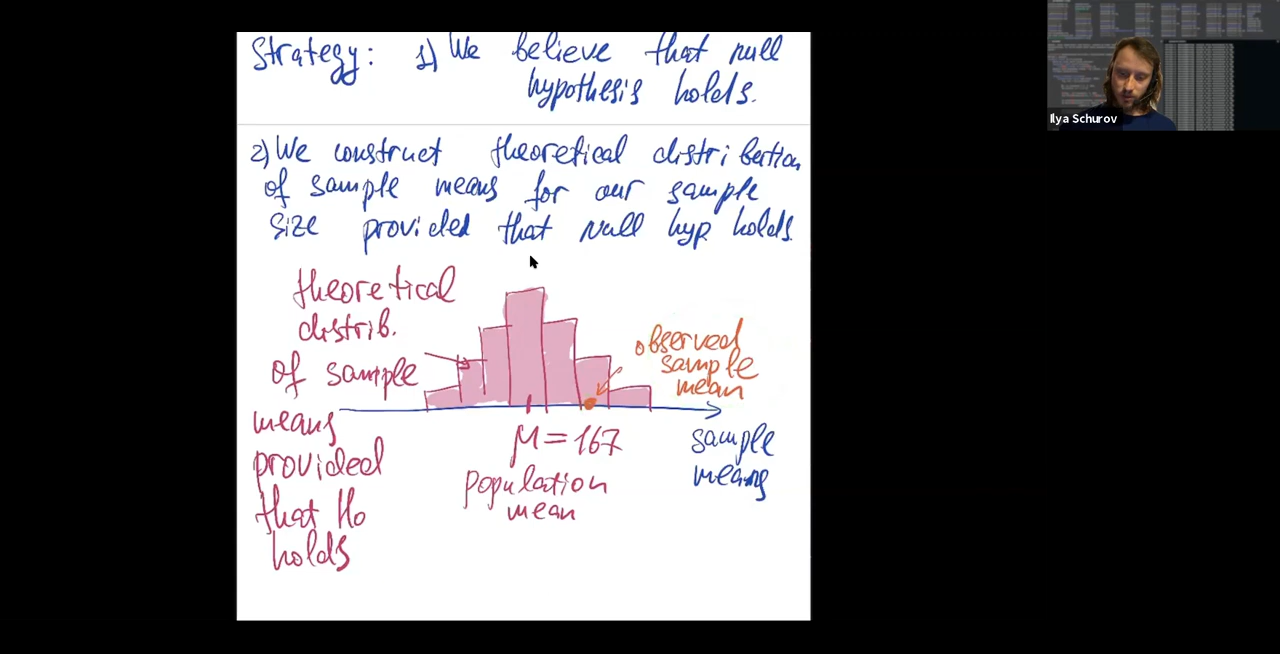 Strategy: 1) We believe that null
hypothesis holds.
2) We construct theoretical distribution
of sample means for our sample
size provided that null hyp. holds.
theoretical
distrib.
of sample
means
provided
that H0
holds
observed
sample
mean
μ = 167
population
mean
sample
means
Ilya Schurov